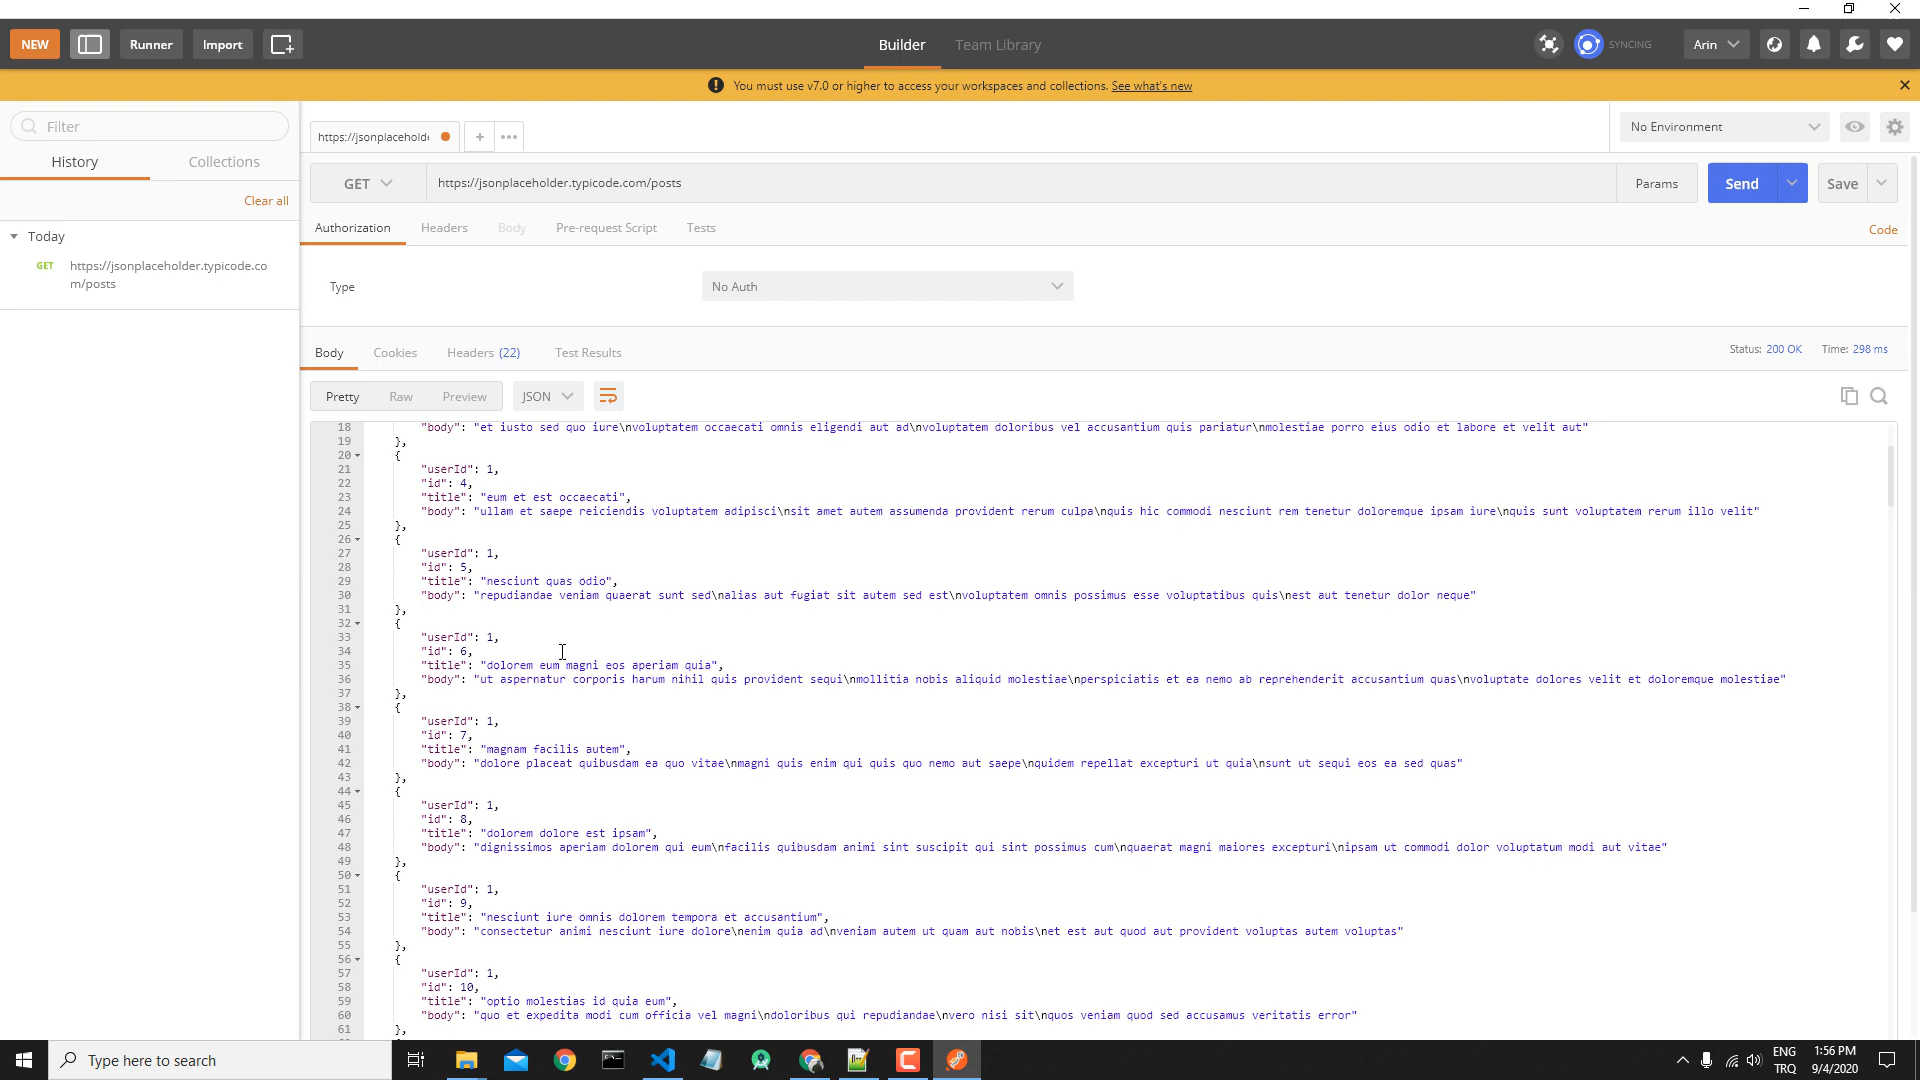 NEW
Runner
Import
Builder
Team Library
SYNCING
Arin
You must use v7.0 or higher to access your workspaces and collections. See what's new
Filter
History
Collections
Clear all
Today
GET https://jsonplaceholder.typicode.co
m/posts
https://jsonplaceholde
No Environment
GET
https://jsonplaceholder.typicode.com/posts
Params
Send
Save
Authorization
Headers
Body
Pre-request Script
Tests
Code
Type
No Auth
Body
Cookies
Headers (22)
Test Results
Status: 200 OK
Time: 298 ms
Pretty
Raw
Preview
JSON
18 "body": "et iusto sed quo iure\nvoluptatem occaecati omnis eligendi aut ad\nvoluptatem doloribus vel accusantium quis pariatur\nmolestiae porro eius odio et labore et velit aut"
19 },
20 {
21 "userId": 1,
22 "id": 4,
23 "title": "eum et est occaecati",
24 "body": "ullam et saepe reiciendis voluptatem adipisci\nsit amet autem assumenda provident rerum culpa\nquis hic commodi nesciunt rem tenetur doloremque ipsam iure\nquis sunt voluptatem rerum illo velit"
25 },
26 {
27 "userId": 1,
28 "id": 5,
29 "title": "nesciunt quas odio",
30 "body": "repudiandae veniam quaerat sunt sed\nalias aut fugiat sit autem sed est\nvoluptatem omnis possimus esse voluptatibus quis\nest aut tenetur dolor neque"
31 },
32 {
33 "userId": 1,
34 "id": 6,
35 "title": "dolorem eum magni eos aperiam quia",
36 "body": "ut aspernatur corporis harum nihil quis provident sequi\nmollitia nobis aliquid molestiae\nperspiciatis et ea nemo ab reprehenderit accusantium quas\nvoluptate dolores velit et doloremque molestiae"
37 },
38 {
39 "userId": 1,
40 "id": 7,
41 "title": "magnam facilis autem",
42 "body": "dolore placeat quibusdam ea quo vitae\nmagni quis enim qui quis quo nemo aut saepe\nquidem repellat excepturi ut quia\nsunt ut sequi eos ea sed quas"
43 },
44 {
45 "userId": 1,
46 "id": 8,
47 "title": "dolorem dolore est ipsam",
48 "body": "dignissimos aperiam dolorem qui eum\nfacilis quibusdam animi sint suscipit qui sint possimus cum\nquaerat magni maiores excepturi\nipsam ut commodi dolor voluptatum modi aut vitae"
49 },
50 {
51 "userId": 1,
52 "id": 9,
53 "title": "nesciunt iure omnis dolorem tempora et accusantium",
54 "body": "consectetur animi nesciunt iure dolore\nenim quia ad\nveniam autem ut quam aut nobis\net est aut quod aut provident voluptas autem voluptas"
55 },
56 {
57 "userId": 1,
58 "id": 10,
59 "title": "optio molestias id quia eum",
60 "body": "quo et expedita modi cum officia vel magni\ndoloribus qui repudiandae\nvero nisi sit\nquos veniam quod sed accusamus veritatis error"
61 },
Type here to search
ENG
TRQ
1:56 PM
9/4/2020